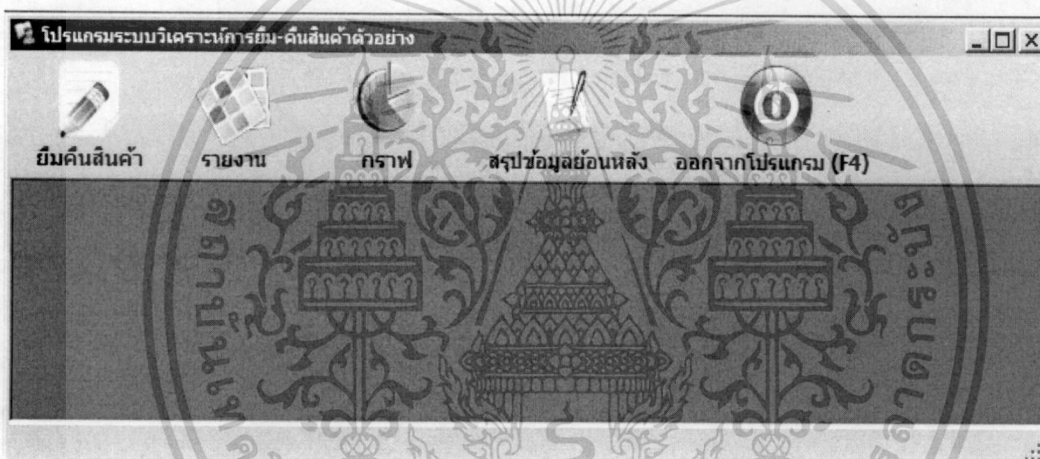 โปรแกรมระบบวิเคราะห์การยืม-คืนสินค้าตัวอย่าง
ยืมคืนสินค้า
รายงาน
กราฟ
สรุปข้อมูลย้อนหลัง
ออกจากโปรแกรม (F4)